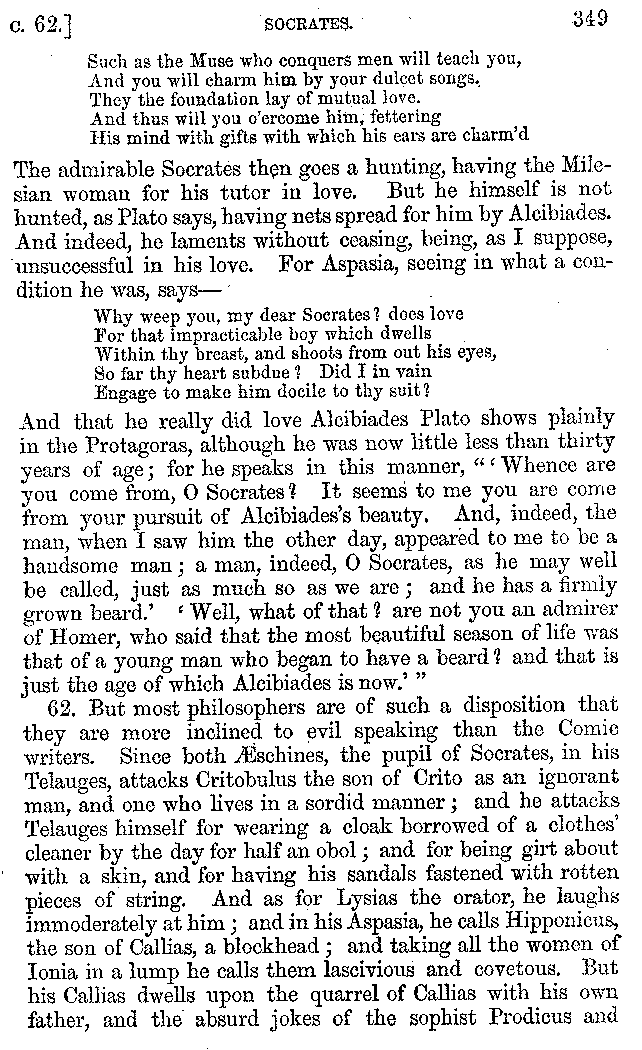 c. 62.] SOCRATES. 349
Such as the Muse who conquers men will teach you,
And you will charm him by your dulcet songs.
They the foundation lay of mutual love.
And thus will you o'ercome him, fettering
His mind with gifts with which his ears are charm'd
The admirable Socrates then goes a hunting, having the Mile-
sian woman for his tutor in love. But he himself is not
hunted, as Plato says, having nets spread for him by Alcibiades.
And indeed, he laments without ceasing, being, as I suppose,
unsuccessful in his love. For Aspasia, seeing in what a con-
dition he was, says—
Why weep you, my dear Socrates? does love
For that impracticable boy which dwells
Within thy breast, and shoots from out his eyes,
So far thy heart subdue? Did I in vain
Engage to make him docile to thy suit?
And that he really did love Alcibiades Plato shows plainly
in the Protagoras, although he was now little less than thirty
years of age; for he speaks in this manner, "'Whence are
you come from, O Socrates? It seems to me you are come
from your pursuit of Alcibiades's beauty. And, indeed, the
man, when I saw him the other day, appeared to me to be a
handsome man; a man, indeed, O Socrates, as he may well
be called, just as much so as we are; and he has a firmly
grown beard.' 'Well, what of that? are not you an admirer
of Homer, who said that the most beautiful season of life was
that of a young man who began to have a beard? and that is
just the age of which Alcibiades is now.'"
62. But most philosophers are of such a disposition that
they are more inclined to evil speaking than the Comic
writers. Since both Æschines, the pupil of Socrates, in his
Telauges, attacks Critobulus the son of Crito as an ignorant
man, and one who lives in a sordid manner; and he attacks
Telauges himself for wearing a cloak borrowed of a clothes'
cleaner by the day for half an obol; and for being girt about
with a skin, and for having his sandals fastened with rotten
pieces of string. And as for Lysias the orator, he laughs
immoderately at him; and in his Aspasia, he calls Hipponicus,
the son of Callias, a blockhead; and taking all the women of
Ionia in a lump he calls them lascivious and covetous. But
his Callias dwells upon the quarrel of Callias with his own
father, and the absurd jokes of the sophist Prodicus and